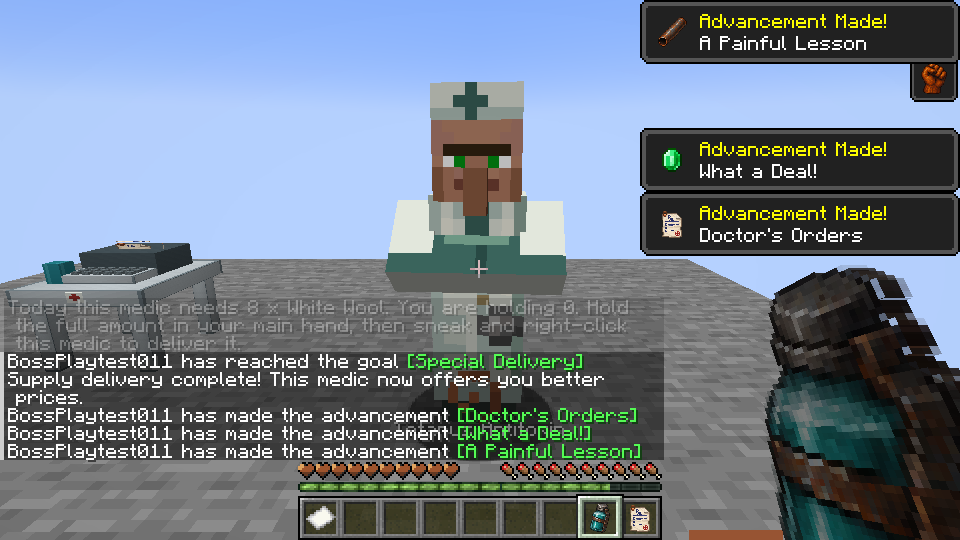 Advancement Made!
A Painful Lesson
Advancement Made!
What a Deal!
Advancement Made!
Doctor's Orders
Today this medic needs 8 x White Wool. You are holding 0. Hold
the full amount in your main hand, then sneak and right-click
this medic to deliver it.
BossPlaytest011 has reached the goal [Special Delivery]
Supply delivery complete! This medic now offers you better
prices.
BossPlaytest011 has made the advancement [Doctor's Orders]
BossPlaytest011 has made the advancement [What a Deal!]
BossPlaytest011 has made the advancement [A Painful Lesson]